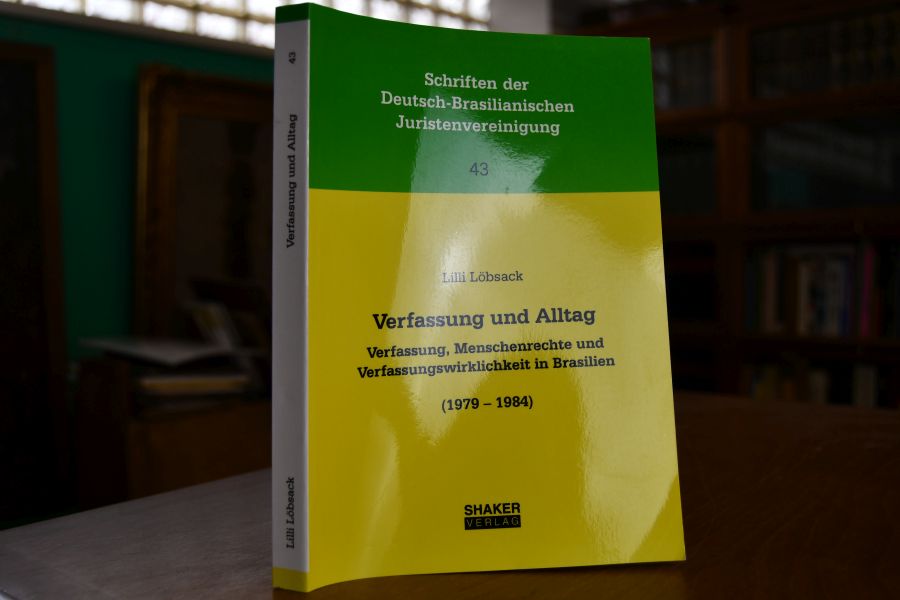 Schriften der
Deutsch-Brasilianischen
Juristenvereinigung
43
Lilli Löbsack
Verfassung und Alltag
Verfassung, Menschenrechte und
Verfassungswirklichkeit in Brasilien
(1979 – 1984)
SHAKER
VERLAG
43
Verfassung und Alltag
Lilli Löbsack